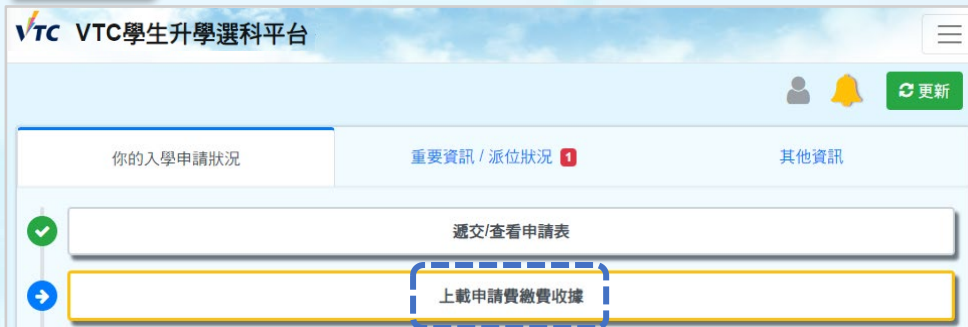 VTC VTC學生升學選科平台
更新
你的入學申請狀況
重要資訊 / 派位狀況 1
其他資訊
遞交/查看申請表
上載申請費繳費收據